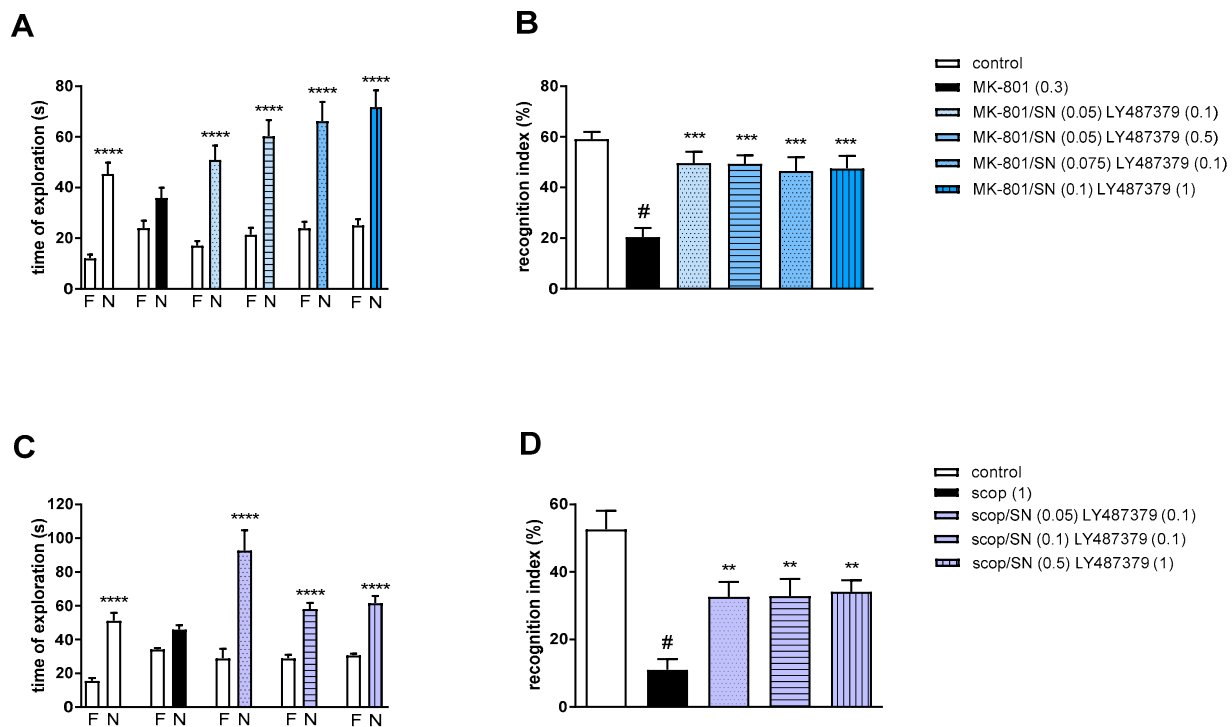 A
time of exploration (s)
80
60
40
20
0
****
****
****
****
****
F N F N F N F N F N F N
B
recognition index (%)
80
60
40
20
0
#
***
***
***
***
control
MK-801 (0.3)
MK-801/SN (0.05) LY487379 (0.1)
MK-801/SN (0.05) LY487379 (0.5)
MK-801/SN (0.075) LY487379 (0.1)
MK-801/SN (0.1) LY487379 (1)
C
time of exploration (s)
120
100
80
60
40
20
0
****
****
****
****
F N F N F N F N F N
D
recognition index (%)
60
40
20
0
#
**
**
**
control
scop (1)
scop/SN (0.05) LY487379 (0.1)
scop/SN (0.1) LY487379 (0.1)
scop/SN (0.5) LY487379 (1)